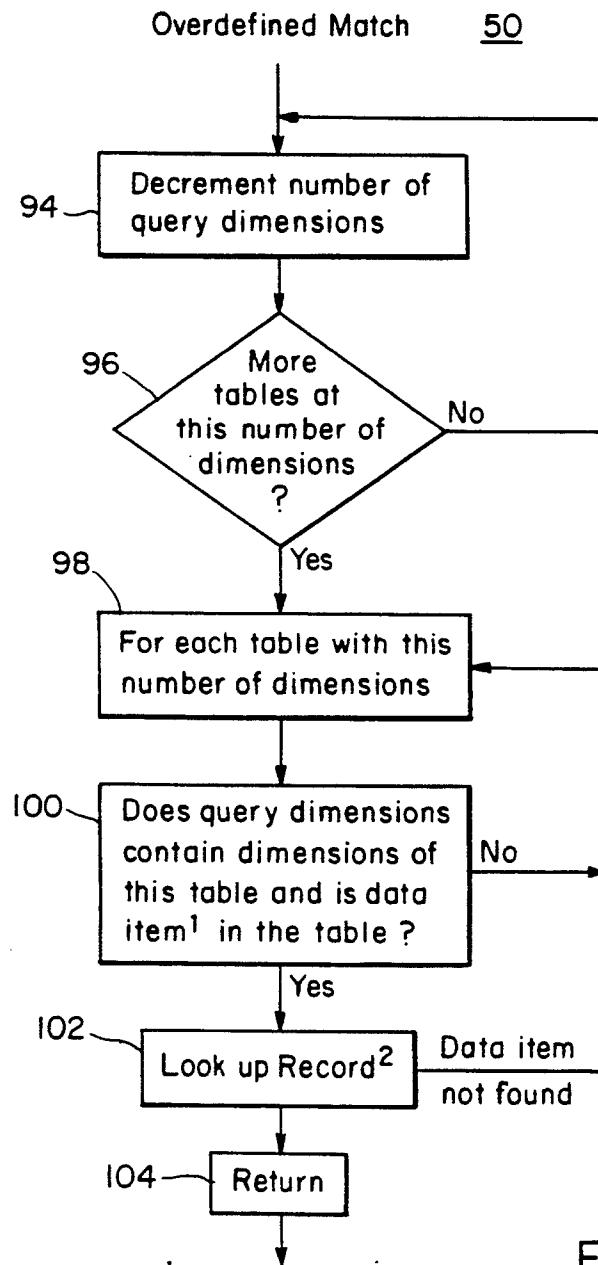 Overdefined Match 50
94
Decrement number of
query dimensions
96
More
tables at
this number of
dimensions
?
No
Yes
98
For each table with this
number of dimensions
100
Does query dimensions
contain dimensions of
this table and is data
item¹ in the table ?
No
Yes
102
Look up Record²
Data item
not found
104
Return